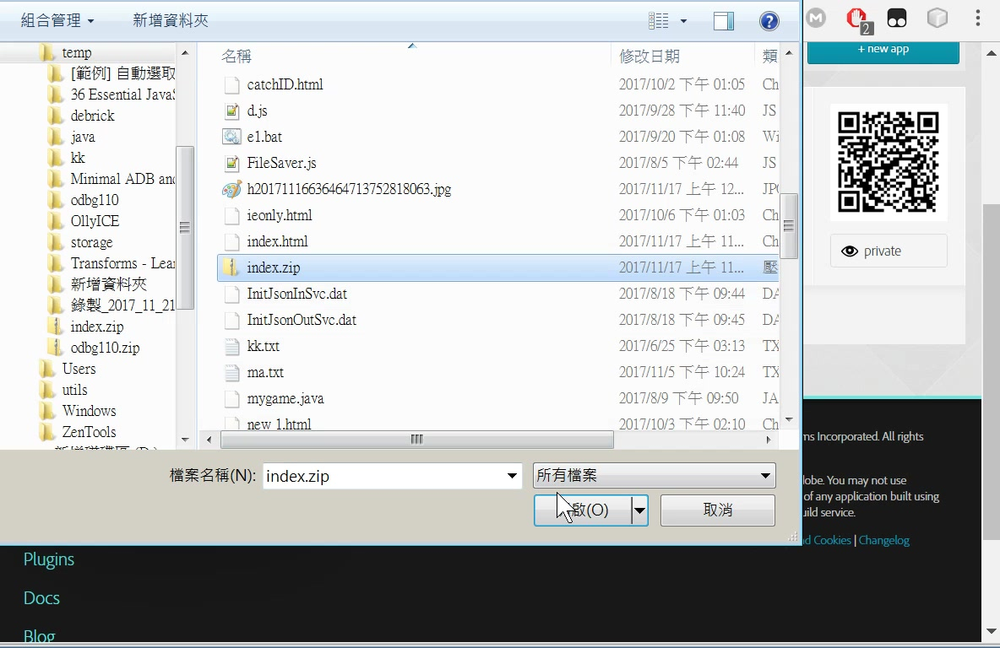 組合管理
新增資料夾
M
2
+ new app
temp
[範例] 自動選取
36 Essential JavaS
debrick
java
kk
Minimal ADB and
odbg110
OllyICE
storage
Transforms - Lear
新增資料夾
錄製_2017_11_21
index.zip
odbg110.zip
Users
utils
Windows
ZenTools
名稱 修改日期 類
catchID.html 2017/10/2 下午 01:05 Ch
d.js 2017/9/28 下午 11:40 JS
e1.bat 2017/9/20 下午 01:08 Wi
FileSaver.js 2017/8/5 下午 02:44 JS
h20171116636464713752818063.jpg 2017/11/17 上午 12... JPG
ieonly.html 2017/10/6 下午 01:03 Ch
index.html 2017/11/17 上午 11... Ch
index.zip 2017/11/17 上午 11... 壓
InitJsonInSvc.dat 2017/8/18 下午 09:44 DA
InitJsonOutSvc.dat 2017/8/18 下午 09:45 DA
kk.txt 2017/6/25 下午 03:13 TX
ma.txt 2017/11/5 下午 10:24 TX
mygame.java 2017/8/9 下午 09:50 JA
new 1.html 2017/10/3 下午 02:10 Ch
檔案名稱(N): index.zip 所有檔案
啟(O) 取消
private
ms Incorporated. All rights
lobe. You may not use
of any application built using
uild service.
nd Cookies | Changelog
Plugins
Docs
Blog